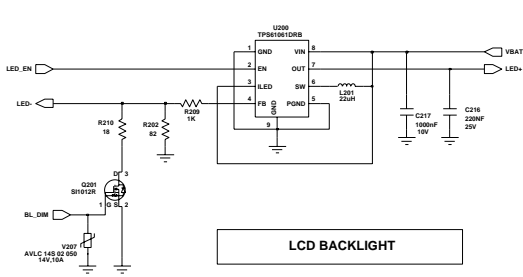 U200
TPS61061DRB
1 GND VIN 8 VBAT
LED_EN 2 EN OUT 7 LED+
3 ILED SW 6 L201
22uH
LED- R209 4 FB GND PGND 5
1K
9
R210
18
R202
82
C217
1000nF
10V
C216
220NF
25V
D 3
Q201
SI1012R
BL_DIM 1 G S 2
V207
AVLC 14S 02 050
14V,10A
LCD BACKLIGHT